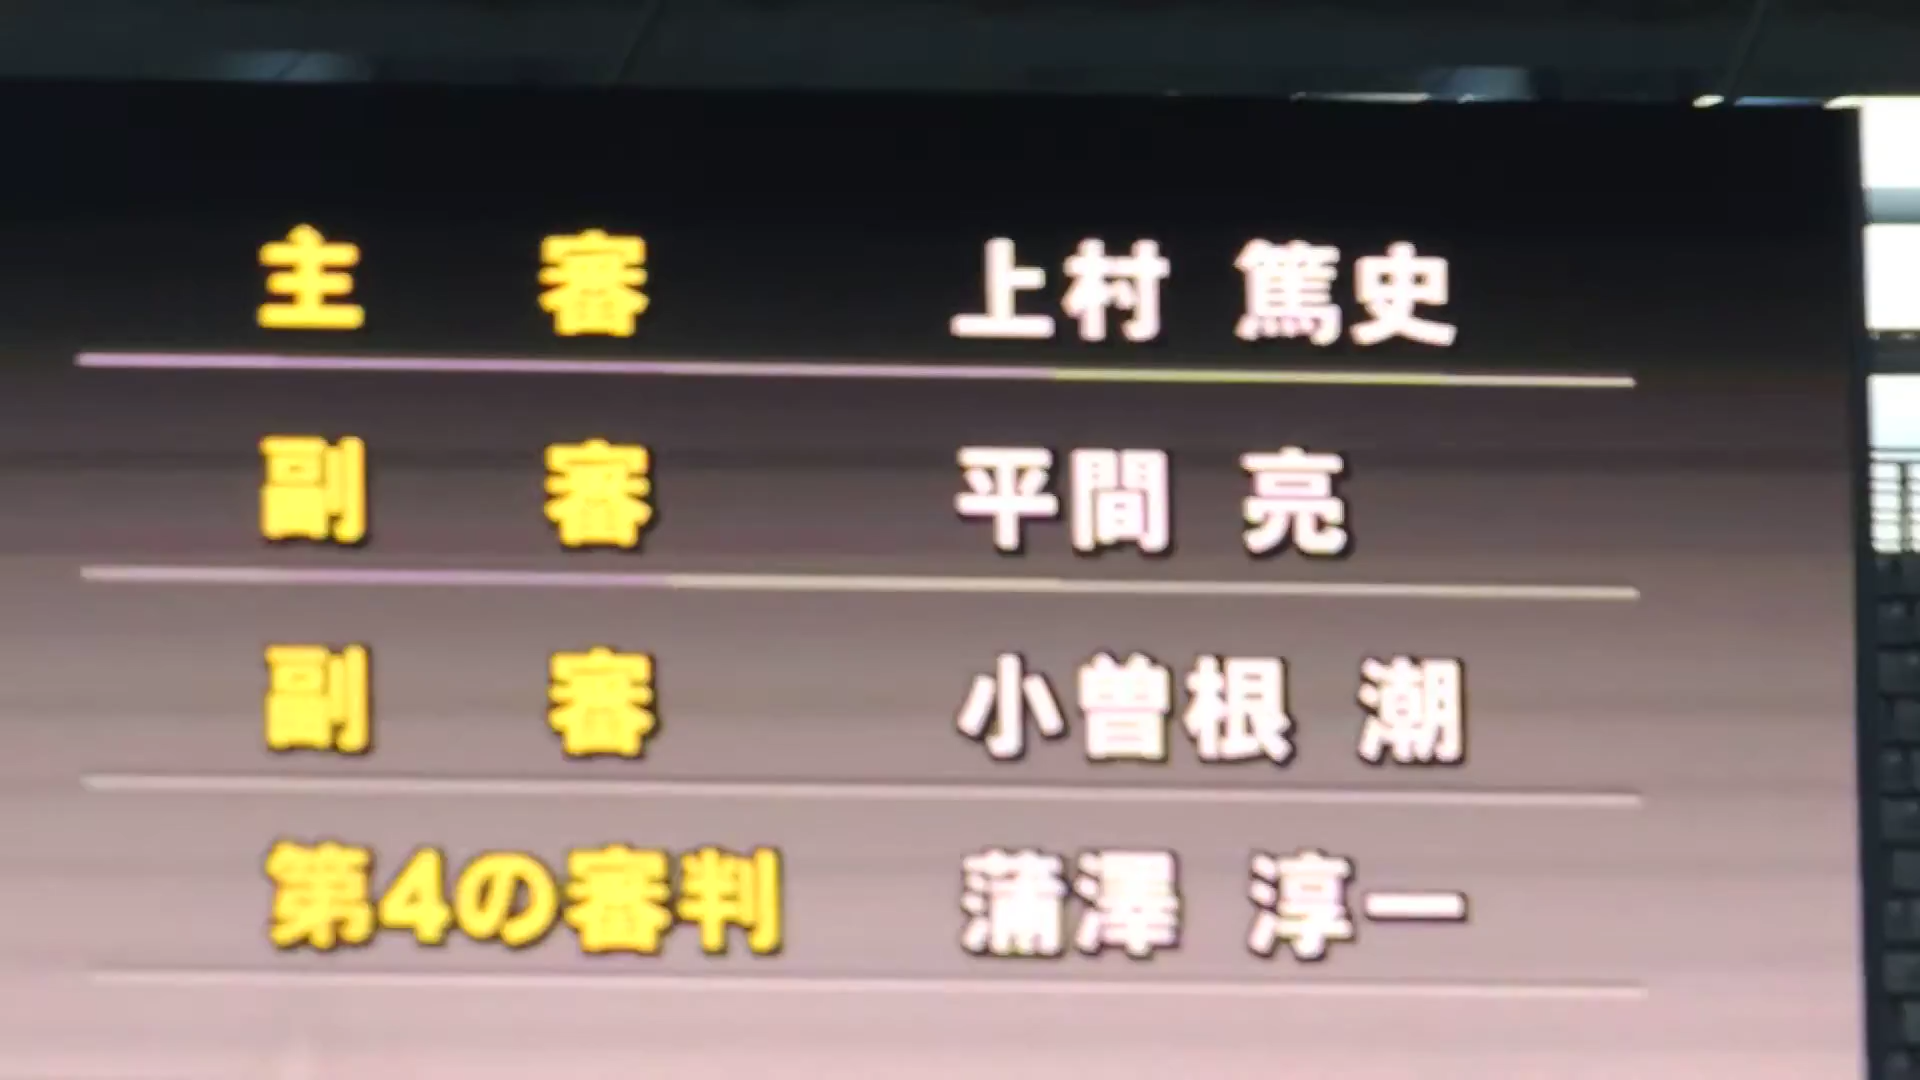 主審 上村 篤史
副審 平間 亮
副審 小曽根 潮
第4の審判 蒲澤 淳一